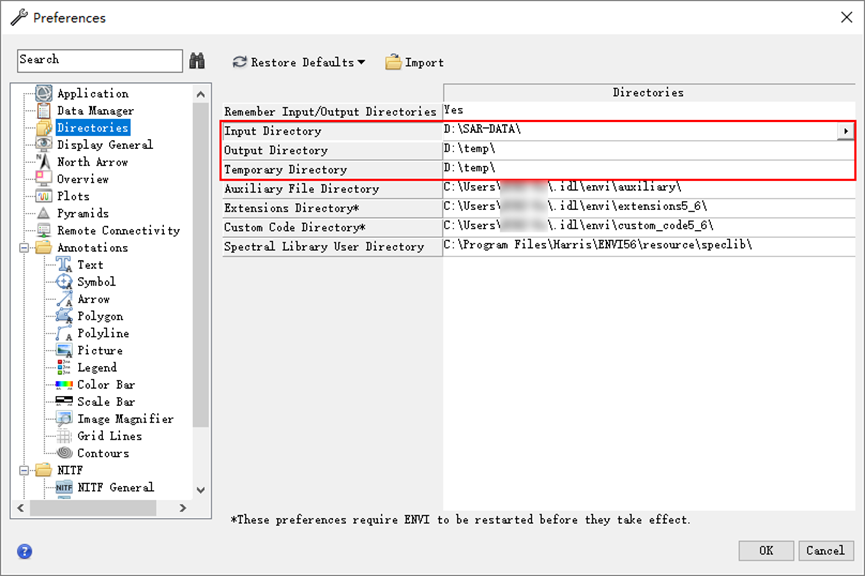 Preferences
Search
Restore Defaults
Import
Application
Data Manager
Directories
Display General
North Arrow
Overview
Plots
Pyramids
Remote Connectivity
Annotations
Text
Symbol
Arrow
Polygon
Polyline
Picture
Legend
Color Bar
Scale Bar
Image Magnifier
Grid Lines
Contours
NITF
NITF General
Directories
Remember Input/Output Directories Yes
Input Directory D:\SAR-DATA\
Output Directory D:\temp\
Temporary Directory D:\temp\
Auxiliary File Directory C:\Users\ \.idl\envi\auxiliary\
Extensions Directory* C:\Users\ \.idl\envi\extensions5_6\
Custom Code Directory* C:\Users\ \.idl\envi\custom_code5_6\
Spectral Library User Directory C:\Program Files\Harris\ENVI56\resource\speclib\
*These preferences require ENVI to be restarted before they take effect.
OK Cancel